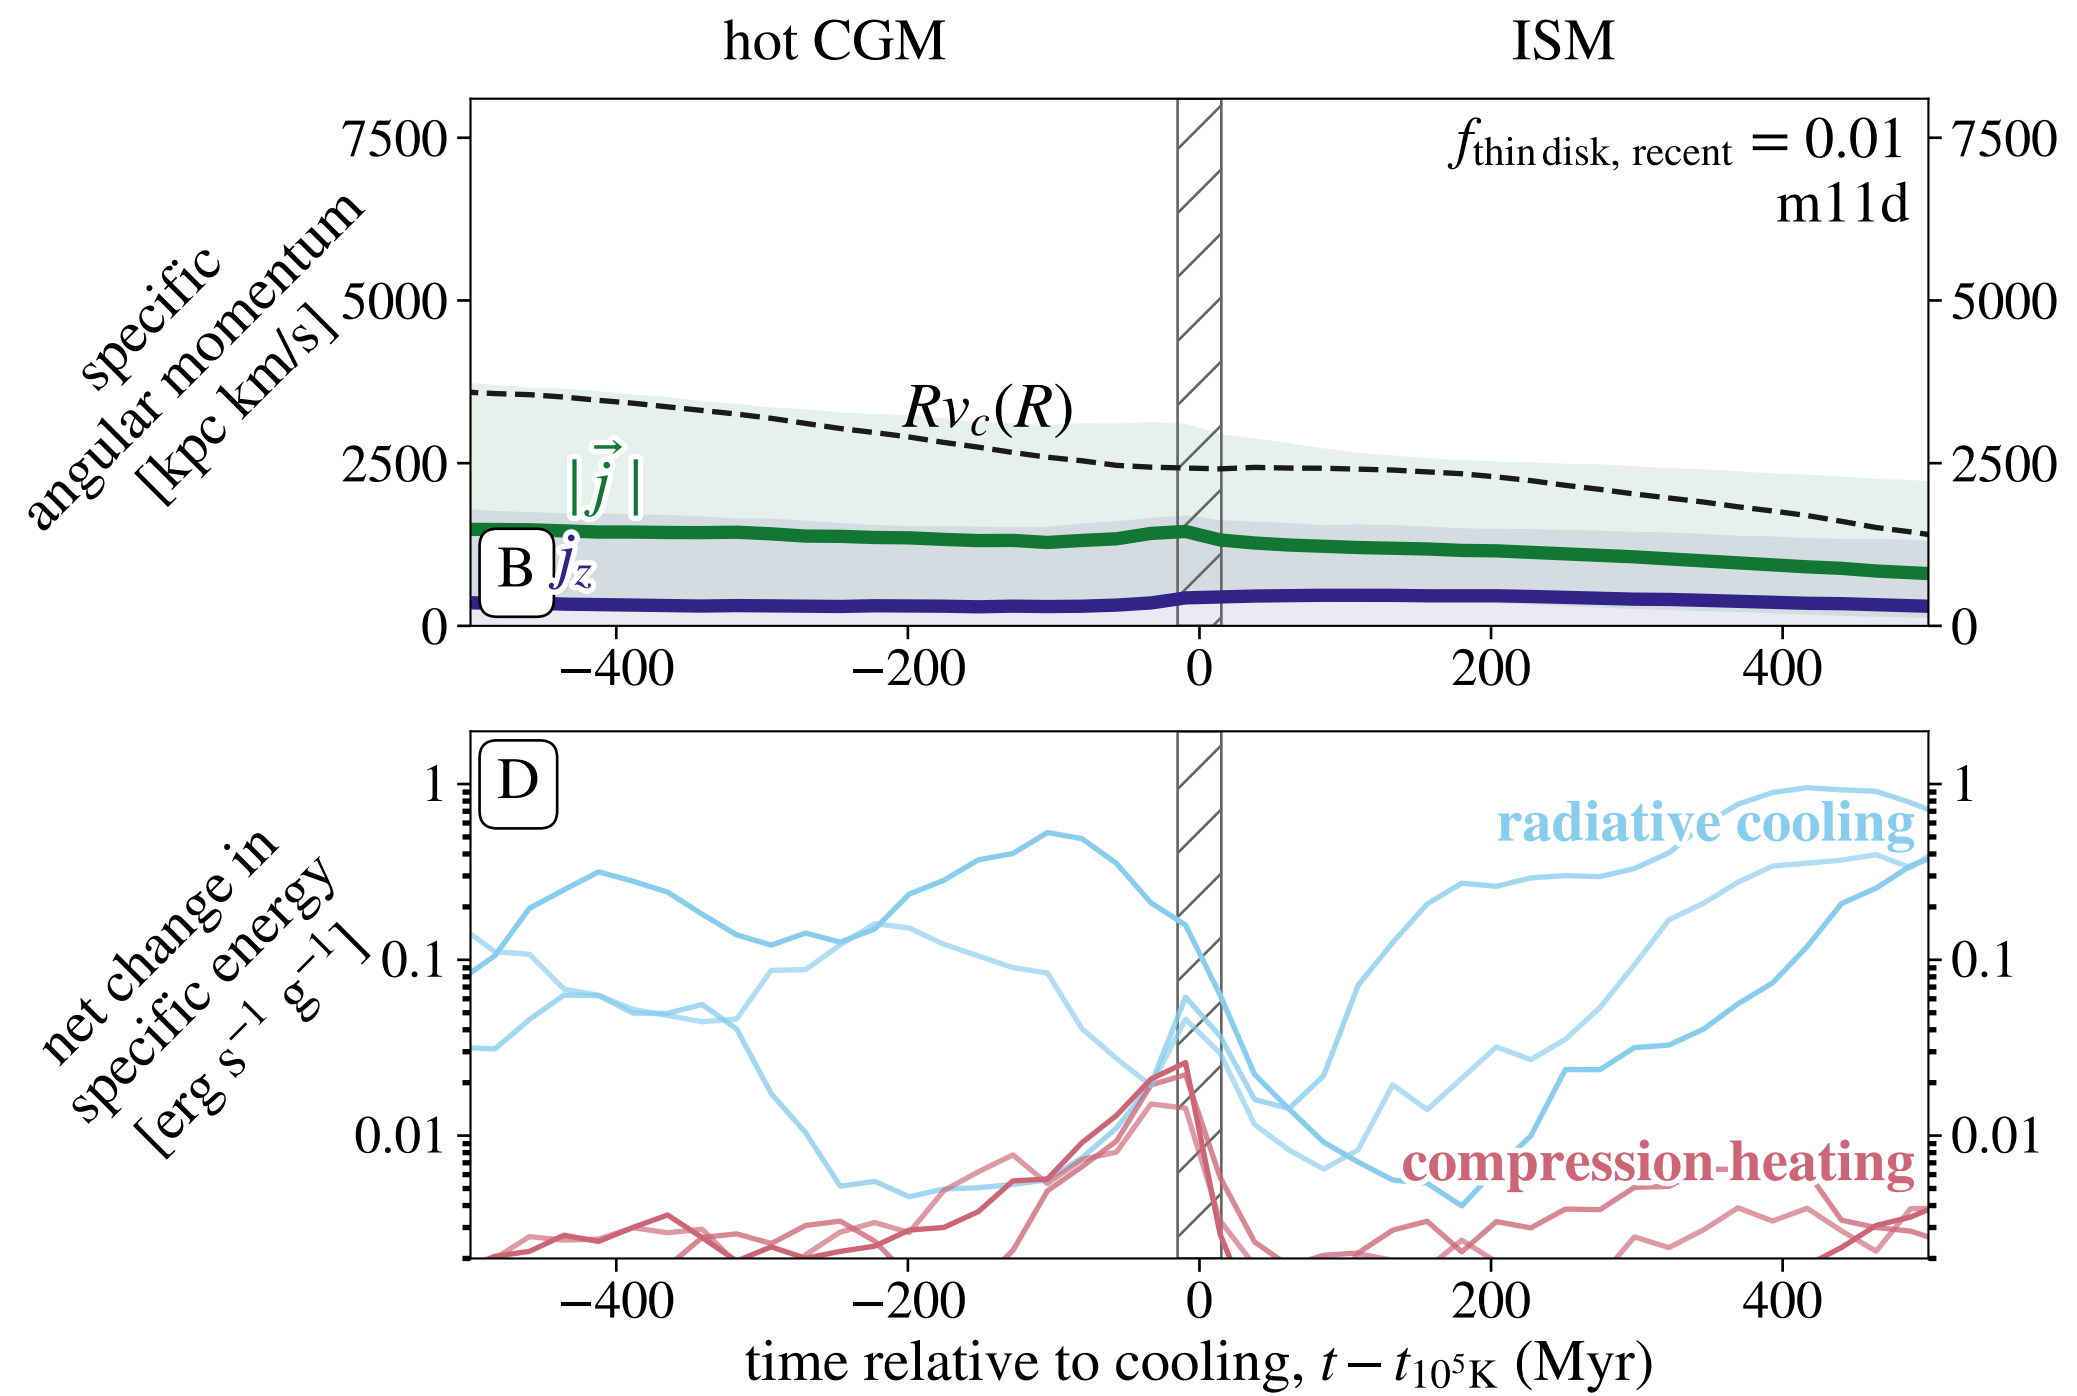 hot CGM
ISM
7500
5000
2500
0
specific
angular momentum
[kpc km/s]
f_thin disk, recent = 0.01
m11d
Rv_c(R)
|j⃗|
B
j_z
7500
5000
2500
0
−400
−200
0
200
400
D
1
0.1
0.01
net change in
specific energy
[erg s⁻¹ g⁻¹]
radiative cooling
compression-heating
1
0.1
0.01
−400
−200
0
200
400
time relative to cooling, t − t_10⁵K (Myr)